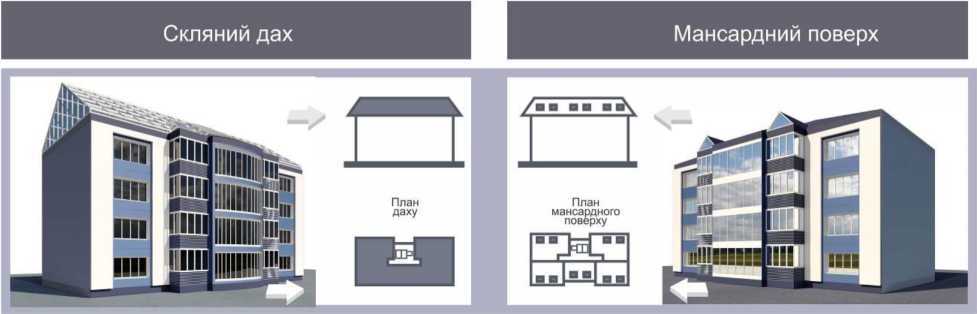 Скляний дах
Мансардний поверх
План
даху
План
мансардного
поверху